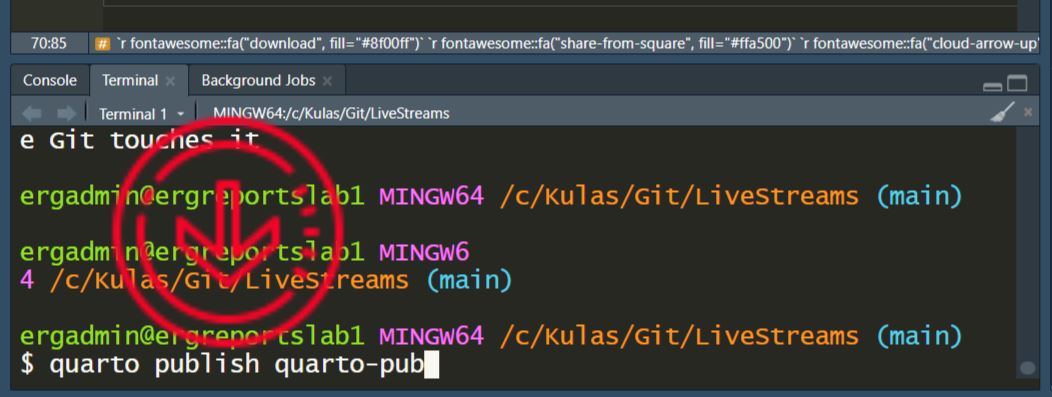 70:85 # `r fontawesome::fa("download", fill="#8f00ff")` `r fontawesome::fa("share-from-square", fill="#ffa500")` `r fontawesome::fa("cloud-arrow-up"
Console Terminal Background Jobs
Terminal 1 MINGW64:/c/Kulas/Git/LiveStreams
e Git touches it
ergadmin@ergreportslab1 MINGW64 /c/Kulas/Git/LiveStreams (main)
ergadmin@ergreportslab1 MINGW6
4 /c/Kulas/Git/LiveStreams (main)
ergadmin@ergreportslab1 MINGW64 /c/Kulas/Git/LiveStreams (main)
$ quarto publish quarto-pub